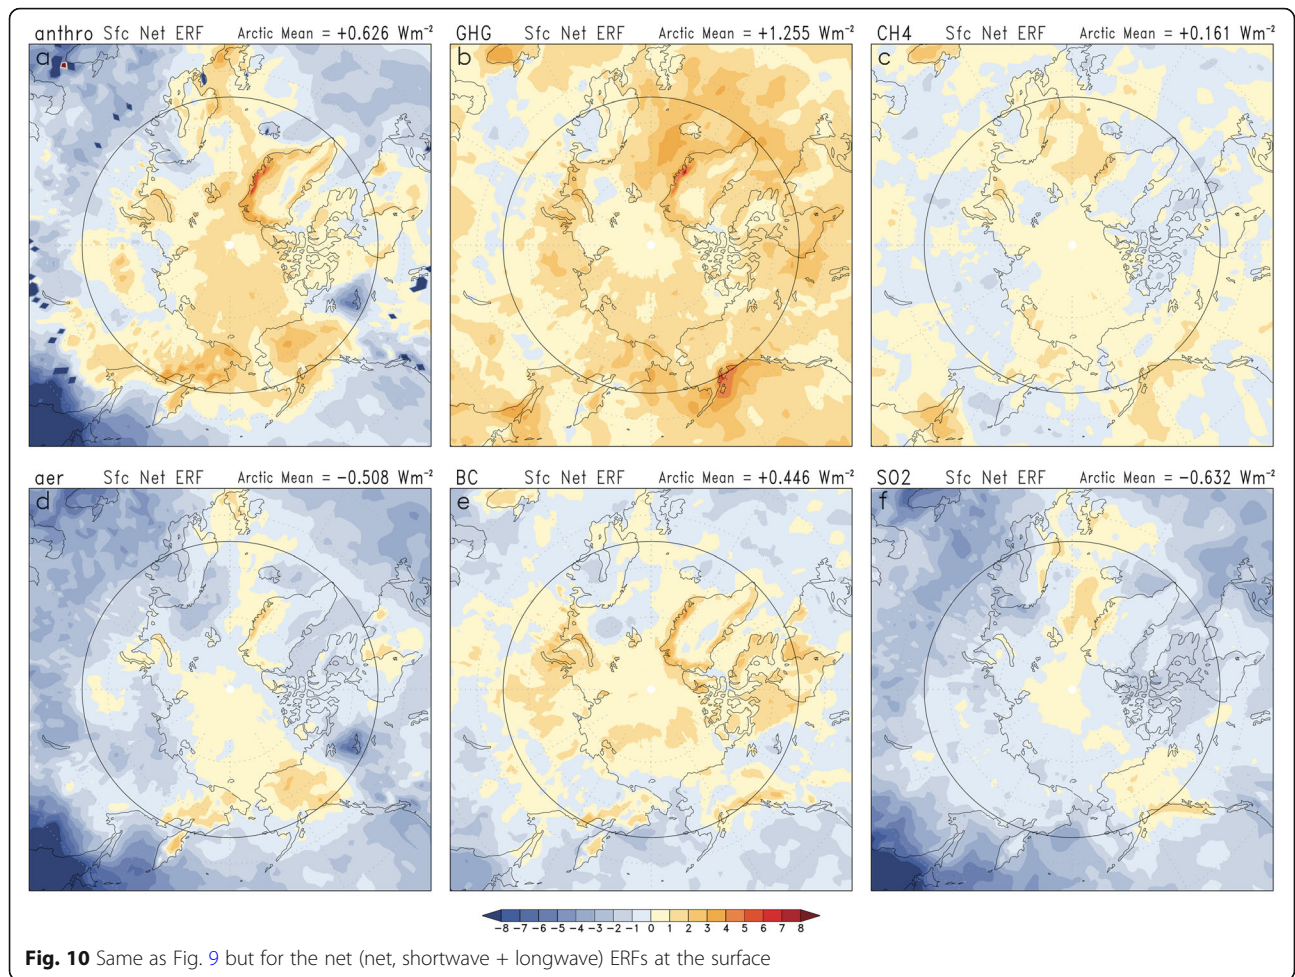 anthro Sfc Net ERF Arctic Mean = +0.626 Wm⁻²
a
GHG Sfc Net ERF Arctic Mean = +1.255 Wm⁻²
b
CH4 Sfc Net ERF Arctic Mean = +0.161 Wm⁻²
c
aer Sfc Net ERF Arctic Mean = −0.508 Wm⁻²
d
BC Sfc Net ERF Arctic Mean = +0.446 Wm⁻²
e
SO2 Sfc Net ERF Arctic Mean = −0.632 Wm⁻²
f
−8 −7 −6 −5 −4 −3 −2 −1 0 1 2 3 4 5 6 7 8
Fig. 10 Same as Fig. 9 but for the net (net, shortwave + longwave) ERFs at the surface